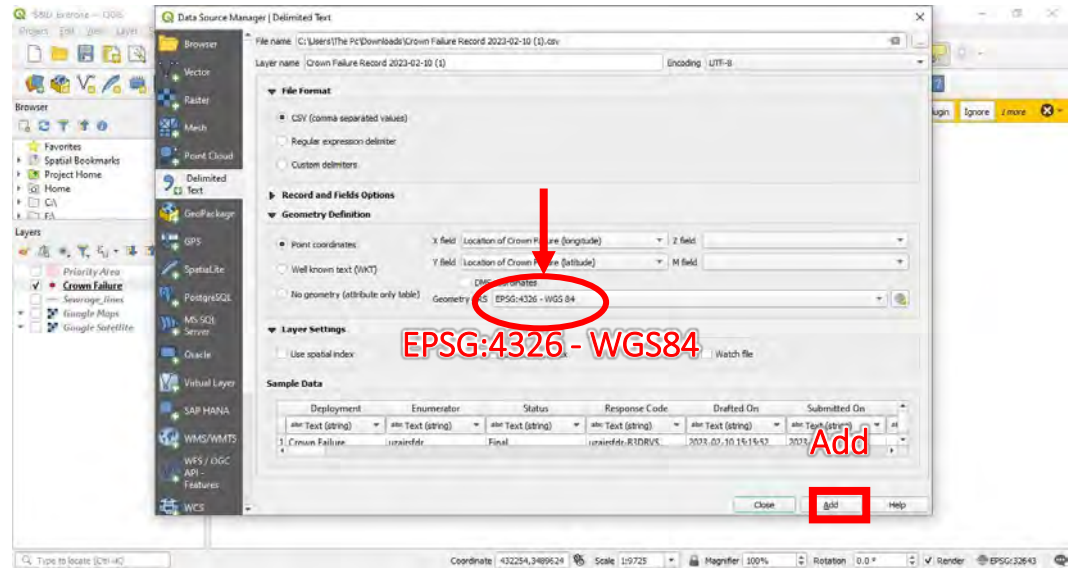 Data Source Manager | Delimited Text
Project Edit View Layer
Browser
File name C:\Users\The Pc\Downloads\Crown Failure Record 2023-02-10 (1).csv
Layer name Crown Failure Record 2023-02-10 (1) Encoding UTF-8
Vector
File Format
Raster
CSV (comma separated values)
Mesh
Regular expression delimiter
Point Cloud
Custom delimiters
Delimited
Text
Record and Fields Options
GeoPackage
Geometry Definition
GPS
Point coordinates X field Location of Crown Failure (longitude) Z field
SpatiaLite
Well known text (WKT) Y field Location of Crown Failure (latitude) M field
DMS coordinates
PostgreSQL
No geometry (attribute only table) Geometry CRS EPSG:4326 - WGS 84
MS SQL
Server
Layer Settings
EPSG:4326 - WGS84
Oracle
Use spatial index Watch file
Virtual Layer
Sample Data
SAP HANA
Deployment Enumerator Status Response Code Drafted On Submitted On
abc Text (string) abc Text (string) abc Text (string) abc Text (string) abc Text (string) abc Text (string)
WMS/WMTS
1 Crown Failure uzairsfdr Final uzairsfdr-R3DRVS 2023-02-10 15:15:52
Add
WFS / OGC
API -
Features
WCS
Close Add Help
Browser
Favorites
Spatial Bookmarks
Project Home
Home
C:\
F:\
Layers
Priority Area
Crown Failure
Sewrage_lines
Google Maps
Google Satellite
Ignore 2 more
Type to locate (Ctrl+K) Coordinate 432254,3489624 Scale 1:9725 Magnifier 100% Rotation 0.0 ° Render EPSG:32643